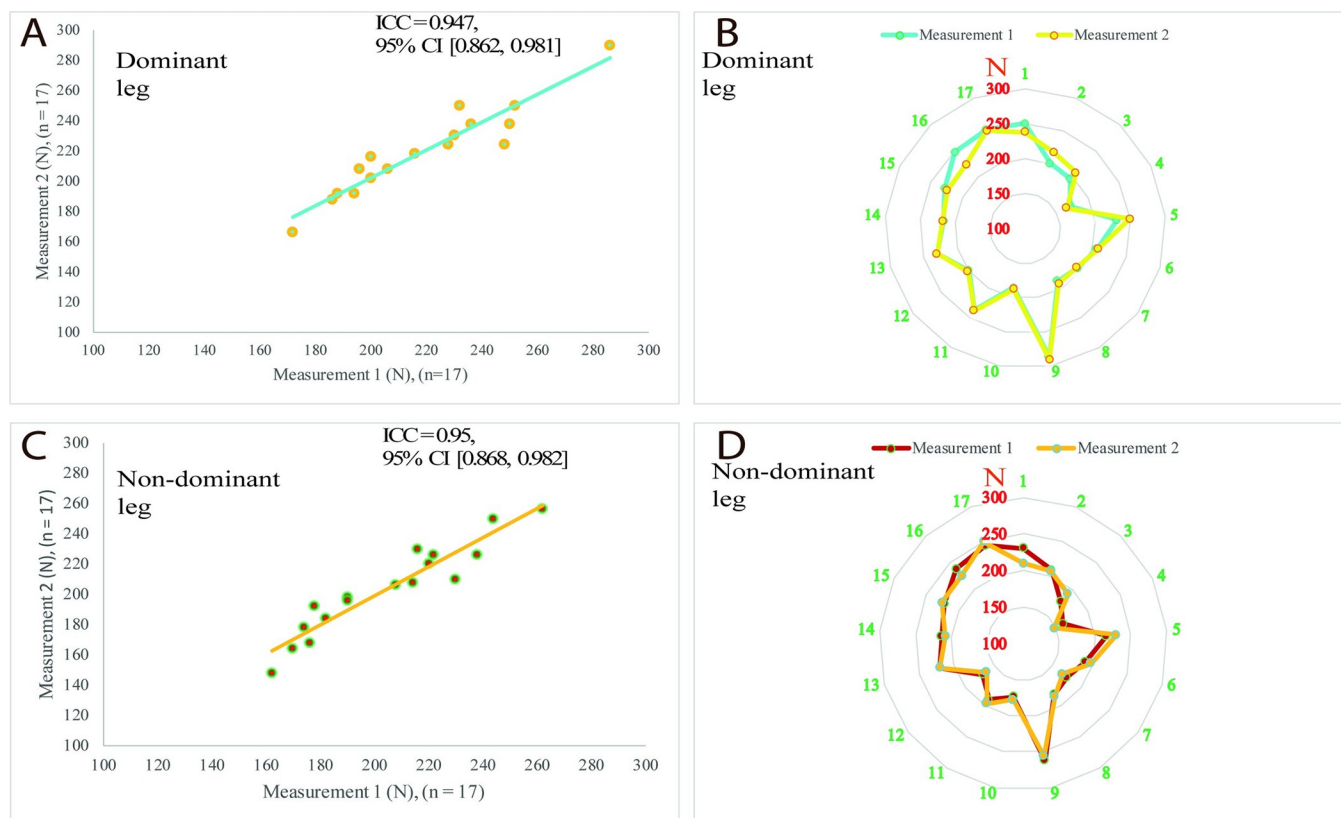 A
ICC = 0.947,
95% CI [0.862, 0.981]
Dominant
leg
Measurement 2 (N), (n = 17)
300
280
260
240
220
200
180
160
140
120
100
100 120 140 160 180 200 220 240 260 280 300
Measurement 1 (N), (n=17)
B
Measurement 1 Measurement 2
Dominant
leg
N
300
250
200
150
100
1
2
3
4
5
6
7
8
9
10
11
12
13
14
15
16
17
C
ICC = 0.95,
95% CI [0.868, 0.982]
Non-dominant
leg
Measurement 2 (N), (n = 17)
300
280
260
240
220
200
180
160
140
120
100
100 120 140 160 180 200 220 240 260 280 300
Measurement 1 (N), (n = 17)
D
Measurement 1 Measurement 2
Non-dominant
leg
N
300
250
200
150
100
1
2
3
4
5
6
7
8
9
10
11
12
13
14
15
16
17